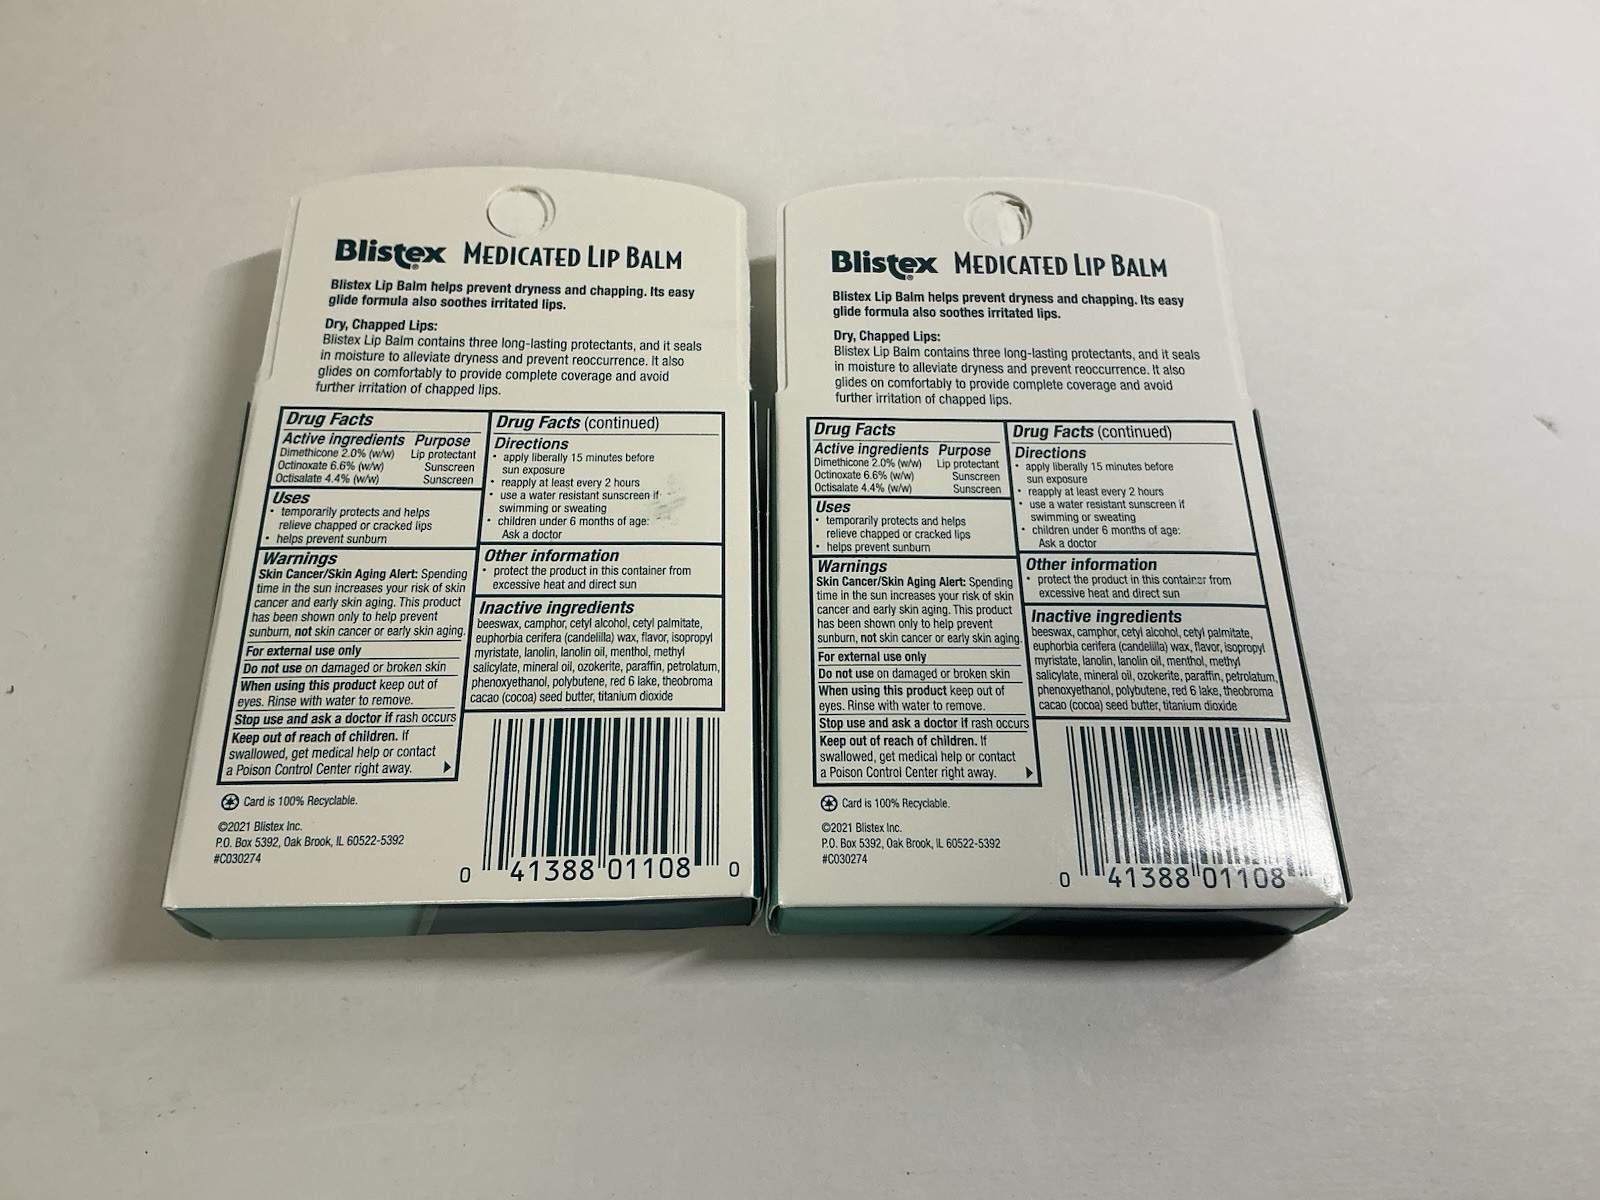 Blistex® MEDICATED LIP BALM
Blistex Lip Balm helps prevent dryness and chapping. Its easy
glide formula also soothes irritated lips.
Dry, Chapped Lips:
Blistex Lip Balm contains three long-lasting protectants, and it seals
in moisture to alleviate dryness and prevent reoccurrence. It also
glides on comfortably to provide complete coverage and avoid
further irritation of chapped lips.
Drug Facts
Active ingredients Purpose
Dimethicone 2.0% (w/w) Lip protectant
Octinoxate 6.6% (w/w) Sunscreen
Octisalate 4.4% (w/w) Sunscreen
Uses
• temporarily protects and helps
relieve chapped or cracked lips
• helps prevent sunburn
Warnings
Skin Cancer/Skin Aging Alert: Spending
time in the sun increases your risk of skin
cancer and early skin aging. This product
has been shown only to help prevent
sunburn, not skin cancer or early skin aging.
For external use only
Do not use on damaged or broken skin
When using this product keep out of
eyes. Rinse with water to remove.
Stop use and ask a doctor if rash occurs
Keep out of reach of children. If
swallowed, get medical help or contact
a Poison Control Center right away.
Drug Facts (continued)
Directions
• apply liberally 15 minutes before
sun exposure
• reapply at least every 2 hours
• use a water resistant sunscreen if
swimming or sweating
• children under 6 months of age:
Ask a doctor
Other information
• protect the product in this container from
excessive heat and direct sun
Inactive ingredients
beeswax, camphor, cetyl alcohol, cetyl palmitate,
euphorbia cerifera (candelilla) wax, flavor, isopropyl
myristate, lanolin, lanolin oil, menthol, methyl
salicylate, mineral oil, ozokerite, paraffin, petrolatum,
phenoxyethanol, polybutene, red 6 lake, theobroma
cacao (cocoa) seed butter, titanium dioxide
Card is 100% Recyclable.
©2021 Blistex Inc.
P.O. Box 5392, Oak Brook, IL 60522-5392
#C030274
0 41388 01108 0
Blistex® MEDICATED LIP BALM
Blistex Lip Balm helps prevent dryness and chapping. Its easy
glide formula also soothes irritated lips.
Dry, Chapped Lips:
Blistex Lip Balm contains three long-lasting protectants, and it seals
in moisture to alleviate dryness and prevent reoccurrence. It also
glides on comfortably to provide complete coverage and avoid
further irritation of chapped lips.
Drug Facts
Active ingredients Purpose
Dimethicone 2.0% (w/w) Lip protectant
Octinoxate 6.6% (w/w) Sunscreen
Octisalate 4.4% (w/w) Sunscreen
Uses
• temporarily protects and helps
relieve chapped or cracked lips
• helps prevent sunburn
Warnings
Skin Cancer/Skin Aging Alert: Spending
time in the sun increases your risk of skin
cancer and early skin aging. This product
has been shown only to help prevent
sunburn, not skin cancer or early skin aging.
For external use only
Do not use on damaged or broken skin
When using this product keep out of
eyes. Rinse with water to remove.
Stop use and ask a doctor if rash occurs
Keep out of reach of children. If
swallowed, get medical help or contact
a Poison Control Center right away.
Drug Facts (continued)
Directions
• apply liberally 15 minutes before
sun exposure
• reapply at least every 2 hours
• use a water resistant sunscreen if
swimming or sweating
• children under 6 months of age:
Ask a doctor
Other information
• protect the product in this container from
excessive heat and direct sun
Inactive ingredients
beeswax, camphor, cetyl alcohol, cetyl palmitate,
euphorbia cerifera (candelilla) wax, flavor, isopropyl
myristate, lanolin, lanolin oil, menthol, methyl
salicylate, mineral oil, ozokerite, paraffin, petrolatum,
phenoxyethanol, polybutene, red 6 lake, theobroma
cacao (cocoa) seed butter, titanium dioxide
Card is 100% Recyclable.
©2021 Blistex Inc.
P.O. Box 5392, Oak Brook, IL 60522-5392
#C030274
0 41388 01108